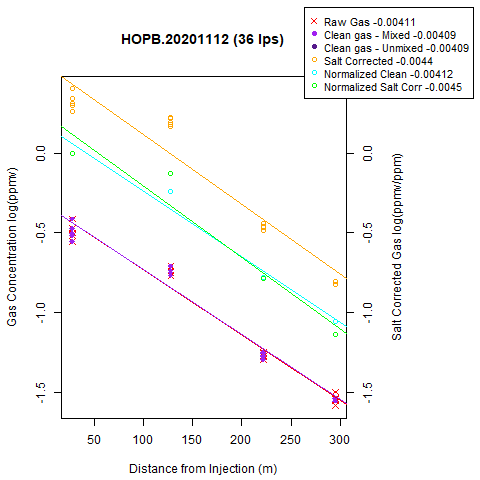 HOPB.20201112 (36 lps)
Raw Gas -0.00411
Clean gas - Mixed -0.00409
Clean gas - Unmixed -0.00409
Salt Corrected -0.0044
Normalized Clean -0.00412
Normalized Salt Corr -0.0045
Gas Concentration log(ppmv)
0.0
-0.5
-1.0
-1.5
Salt Corrected Gas log(ppmv/ppm)
0.0
-0.5
-1.0
-1.5
50 100 150 200 250 300
Distance from Injection (m)